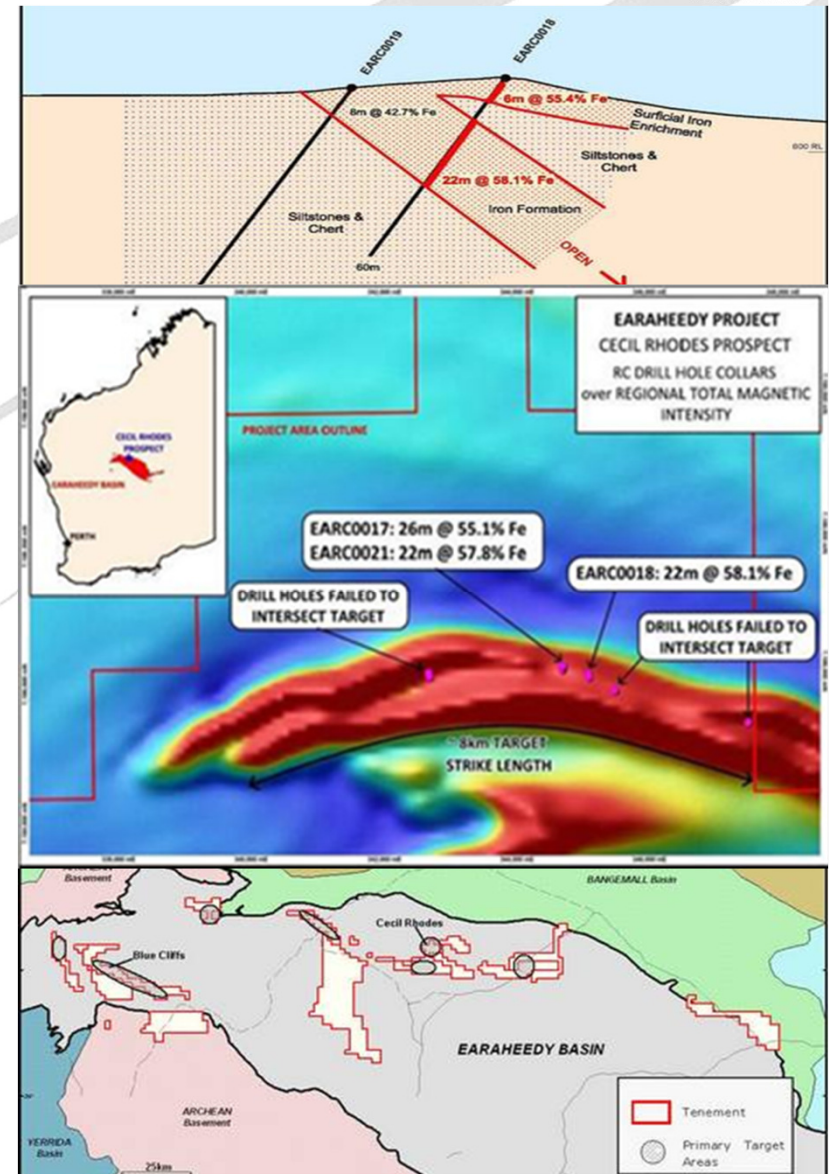 EARC0019
EARC0018
6m @ 55.4% Fe
8m @ 42.7% Fe
Surficial Iron
Enrichment
600 RL
Siltstones &
Chert
22m @ 58.1% Fe
Iron Formation
Siltstones &
Chert
OPEN
60m
EARAHEEDY PROJECT
CECIL RHODES PROSPECT
RC DRILL HOLE COLLARS
over REGIONAL TOTAL MAGNETIC
INTENSITY
PROJECT AREA OUTLINE
CECIL RHODES
PROSPECT
EARAHEEDY BASIN
PERTH
EARC0017: 26m @ 55.1% Fe
EARC0021: 22m @ 57.8% Fe
EARC0018: 22m @ 58.1% Fe
DRILL HOLES FAILED TO
INTERSECT TARGET
DRILL HOLES FAILED TO
INTERSECT TARGET
~ 8km TARGET
STRIKE LENGTH
Basement
BANGEMALL Basin
Cecil Rhodes
Blue Cliffs
EARAHEEDY BASIN
ARCHEAN
Basement
YERRIDA
Basin
25km
Tenement
Primary Target
Areas